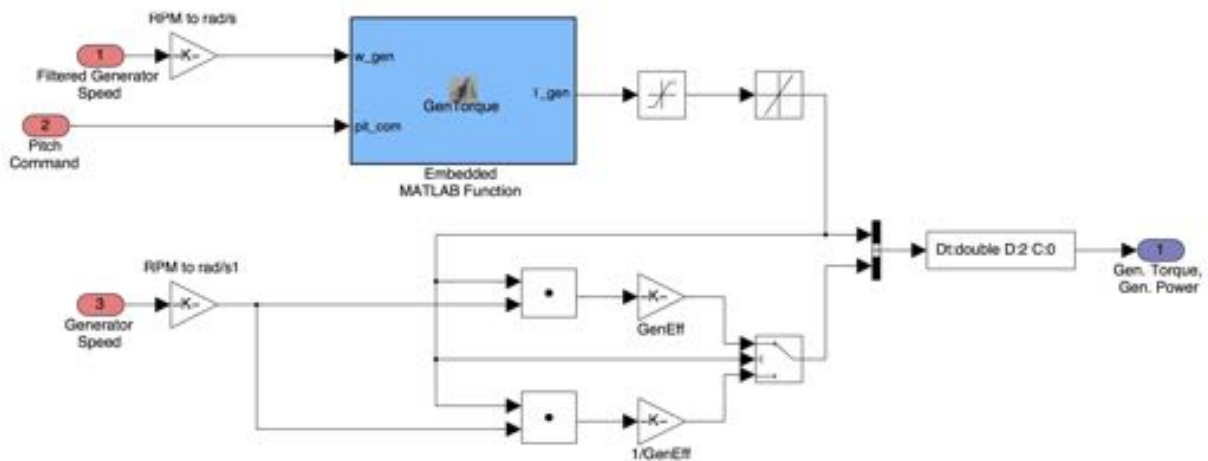 RPM to rad/s
1
-K-
Filtered Generator
Speed
2
Pitch
Command
w_gen
GenTorque
t_gen
pit_com
Embedded
MATLAB Function
RPM to rad/s1
3
-K-
Generator
Speed
-K-
GenEff
-K-
1/GenEff
Dt:double D:2 C:0
1
Gen. Torque,
Gen. Power